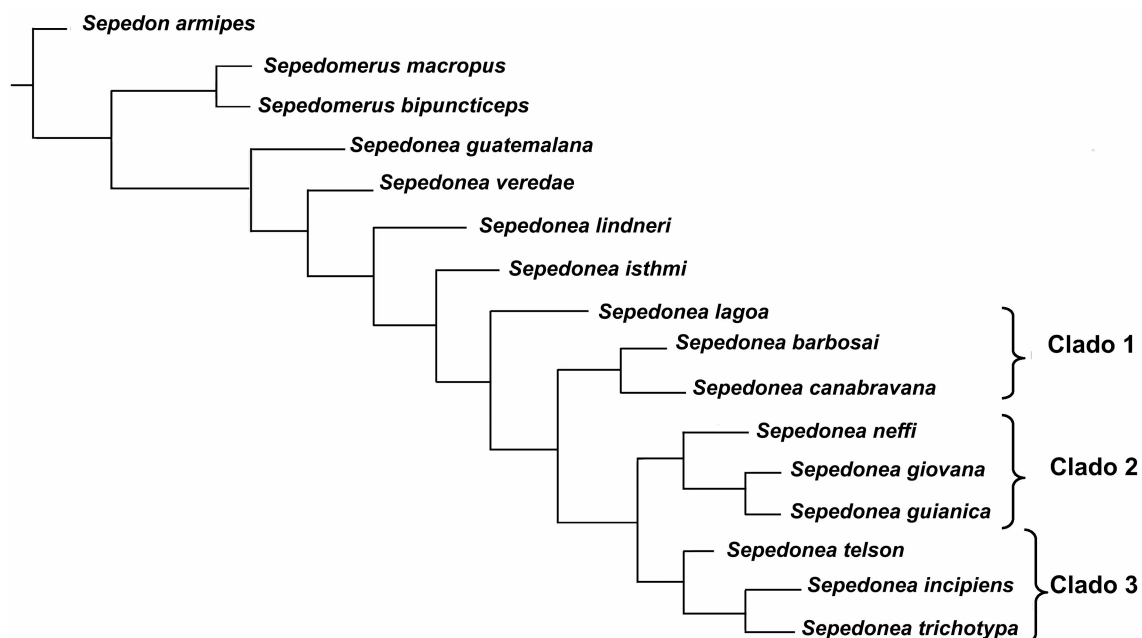 Sepedon armipes
Sepedomerus macropus
Sepedomerus bipuncticeps
Sepedonea guatemalana
Sepedonea veredae
Sepedonea lindneri
Sepedonea isthmi
Sepedonea lagoa
Sepedonea barbosai
Clado 1
Sepedonea canabravana
Sepedonea neffi
Sepedonea giovana
Clado 2
Sepedonea guianica
Sepedonea telson
Sepedonea incipiens
Clado 3
Sepedonea trichotypa